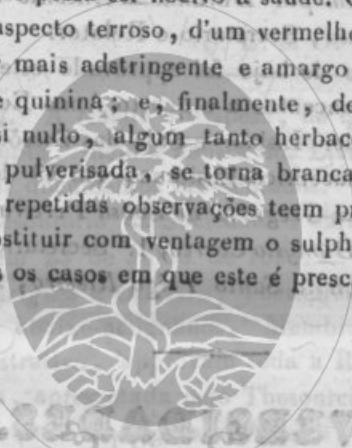 aspecto terroso, d'um vermelho
mais adstringente e amargo
quinina; e, finalmente, de
si nullo, algum tanto herbac
pulverisada, se torna branca
repetidas observações teem pr
stituir com ventagem o sulph
s os casos em que este é presc